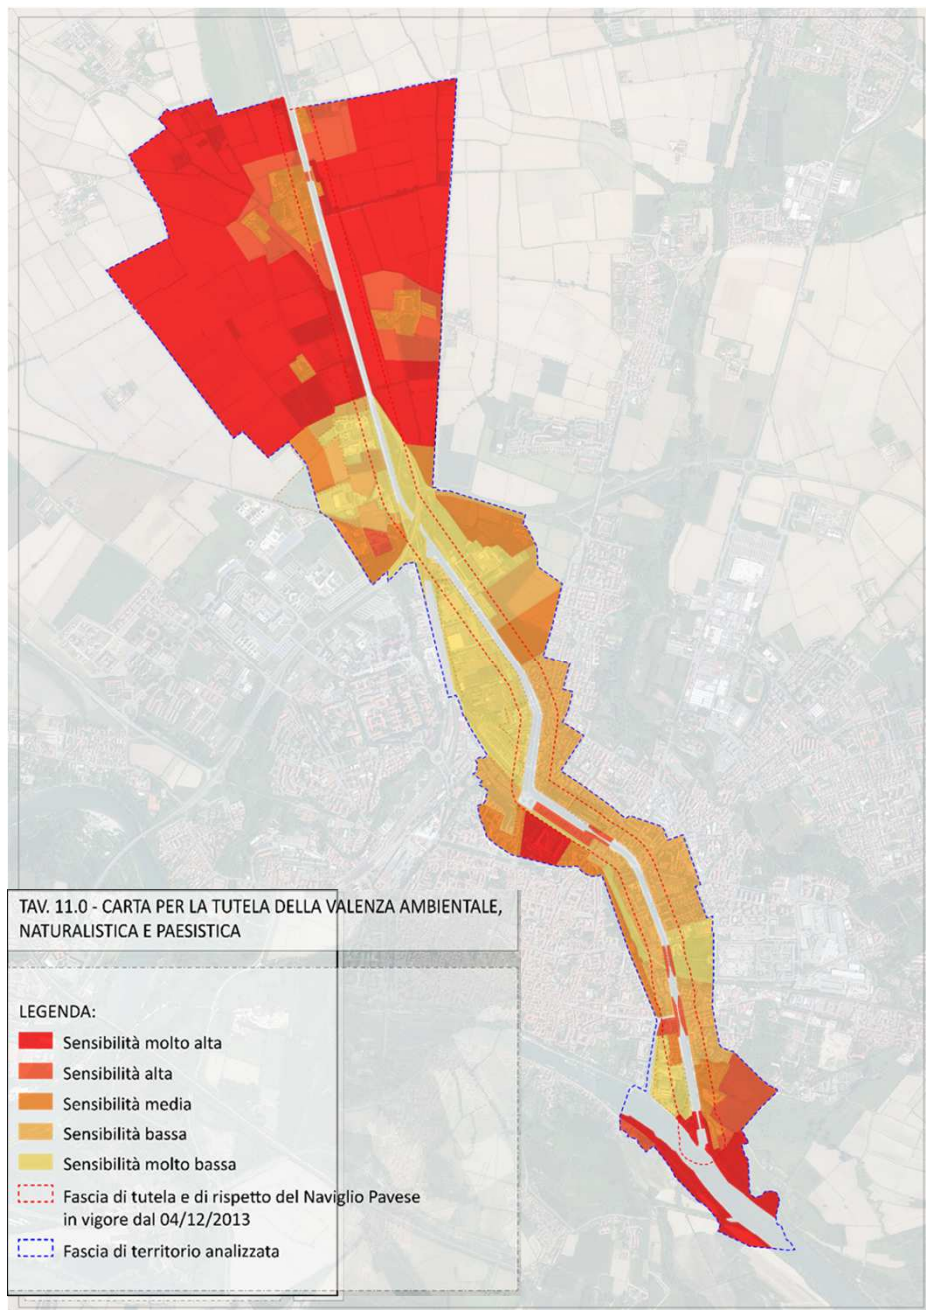 TAV. 11.0 - CARTA PER LA TUTELA DELLA VALENZA AMBIENTALE,
NATURALISTICA E PAESISTICA
LEGENDA:
Sensibilità molto alta
Sensibilità alta
Sensibilità media
Sensibilità bassa
Sensibilità molto bassa
Fascia di tutela e di rispetto del Naviglio Pavese
in vigore dal 04/12/2013
Fascia di territorio analizzata